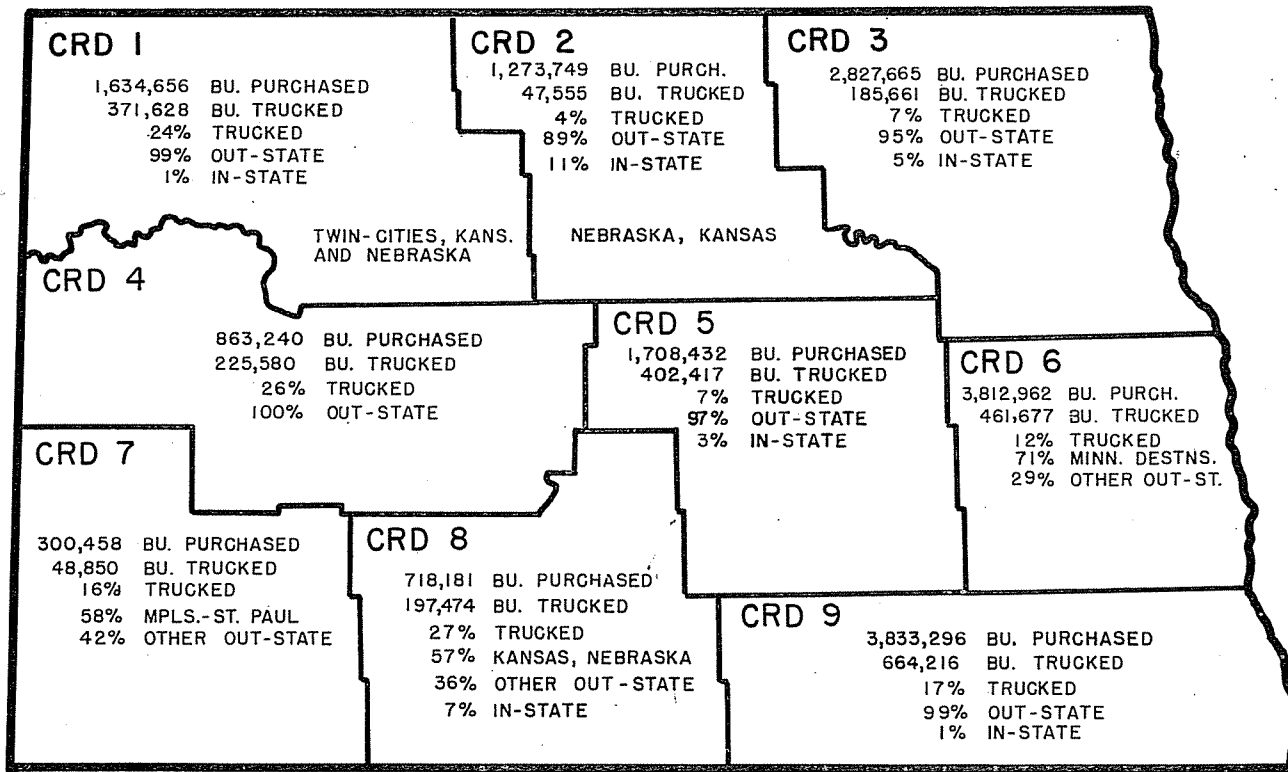 CRD 1
1,634,656 BU. PURCHASED
371,628 BU. TRUCKED
24% TRUCKED
99% OUT-STATE
1% IN-STATE
TWIN-CITIES, KANS.
AND NEBRASKA
CRD 2
1,273,749 BU. PURCH.
47,555 BU. TRUCKED
4% TRUCKED
89% OUT-STATE
11% IN-STATE
NEBRASKA, KANSAS
CRD 3
2,827,665 BU. PURCHASED
185,661 BU. TRUCKED
7% TRUCKED
95% OUT-STATE
5% IN-STATE
CRD 4
863,240 BU. PURCHASED
225,580 BU. TRUCKED
26% TRUCKED
100% OUT-STATE
CRD 5
1,708,432 BU. PURCHASED
402,417 BU. TRUCKED
7% TRUCKED
97% OUT-STATE
3% IN-STATE
CRD 6
3,812,962 BU. PURCH.
461,677 BU. TRUCKED
12% TRUCKED
71% MINN. DESTNS.
29% OTHER OUT-ST.
CRD 7
300,458 BU. PURCHASED
48,850 BU. TRUCKED
16% TRUCKED
58% MPLS.-ST. PAUL
42% OTHER OUT-STATE
CRD 8
718,181 BU. PURCHASED
197,474 BU. TRUCKED
27% TRUCKED
57% KANSAS, NEBRASKA
36% OTHER OUT-STATE
7% IN-STATE
CRD 9
3,833,296 BU. PURCHASED
664,216 BU. TRUCKED
17% TRUCKED
99% OUT-STATE
1% IN-STATE